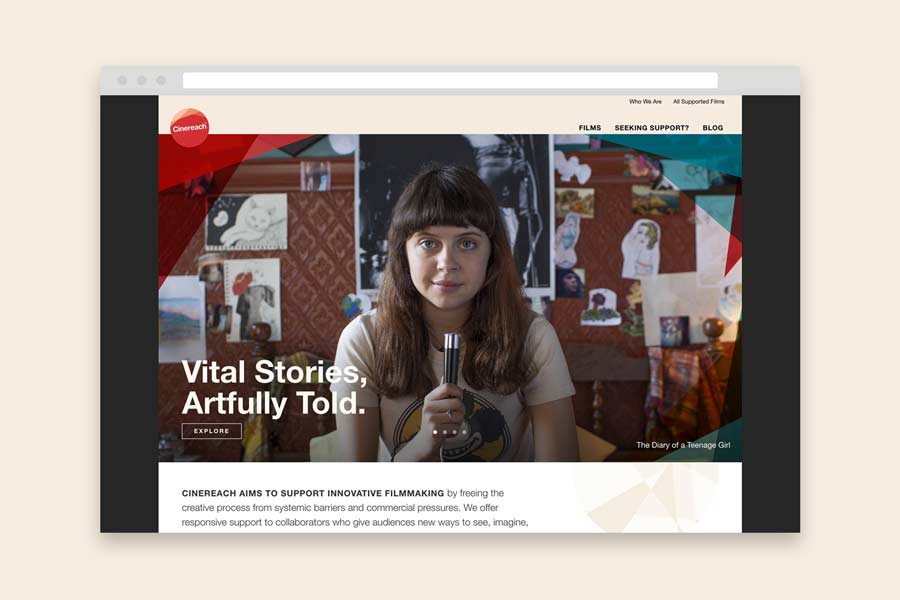 Who We Are All Supported Films
Cinereach
FILMS SEEKING SUPPORT? BLOG
Vital Stories,
Artfully Told.
EXPLORE
The Diary of a Teenage Girl
CINEREACH AIMS TO SUPPORT INNOVATIVE FILMMAKING by freeing the
creative process from systemic barriers and commercial pressures. We offer
responsive support to collaborators who give audiences new ways to see, imagine,